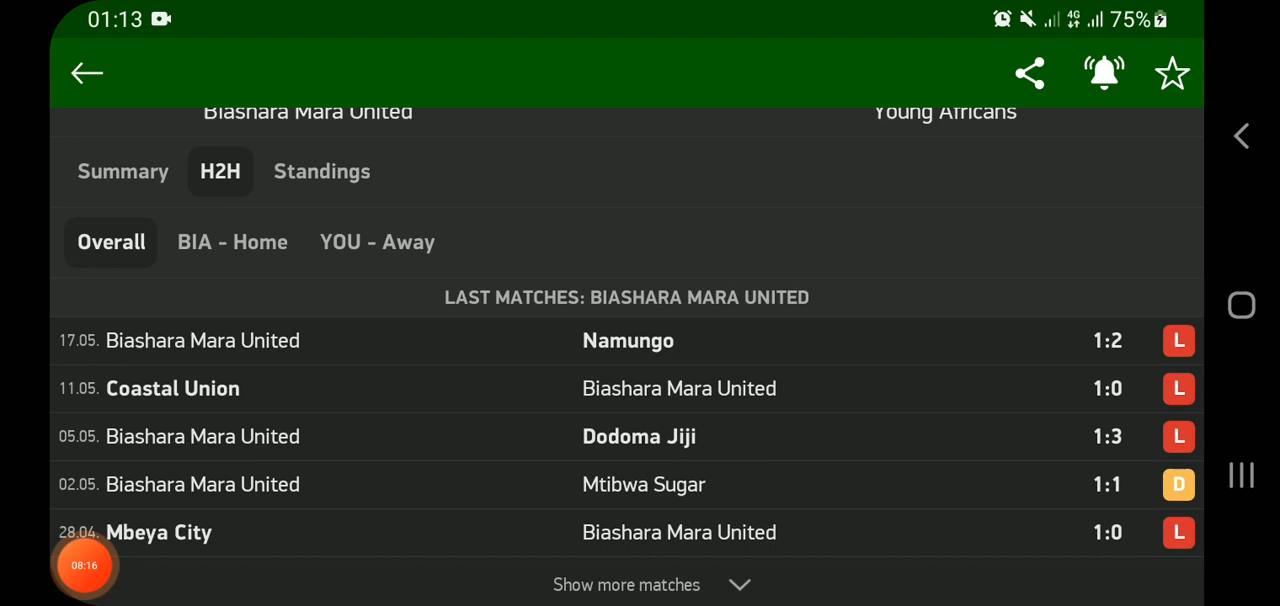 01:13 4G 75%
Biashara Mara United Young Africans
Summary H2H Standings
Overall BIA - Home YOU - Away
LAST MATCHES: BIASHARA MARA UNITED
17.05. Biashara Mara United Namungo 1:2 L
11.05. Coastal Union Biashara Mara United 1:0 L
05.05. Biashara Mara United Dodoma Jiji 1:3 L
02.05. Biashara Mara United Mtibwa Sugar 1:1 D
28.04. Mbeya City Biashara Mara United 1:0 L
08:16
Show more matches